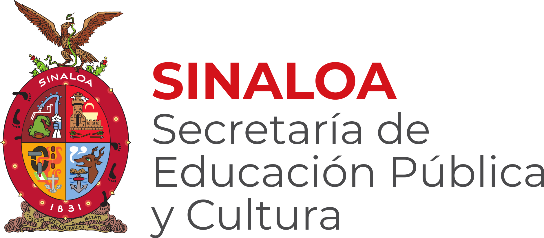 SINALOA
1831
SINALOA
Secretaría de
Educación Pública
y Cultura